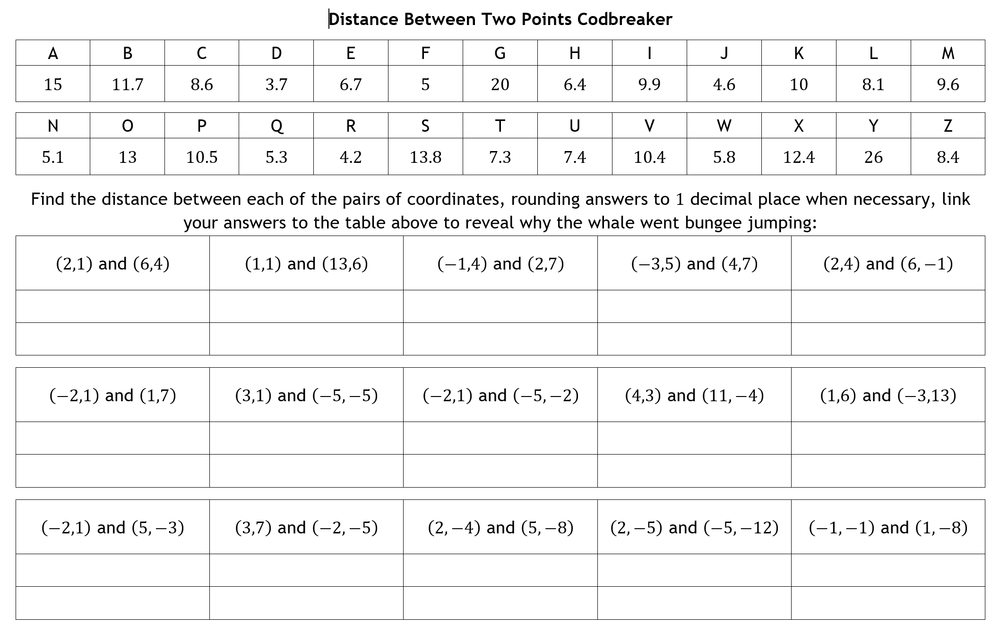 Distance Between Two Points Codbreaker
A B C D E F G H I J K L M
15 11.7 8.6 3.7 6.7 5 20 6.4 9.9 4.6 10 8.1 9.6
N O P Q R S T U V W X Y Z
5.1 13 10.5 5.3 4.2 13.8 7.3 7.4 10.4 5.8 12.4 26 8.4
Find the distance between each of the pairs of coordinates, rounding answers to 1 decimal place when necessary, link
your answers to the table above to reveal why the whale went bungee jumping:
(2,1) and (6,4) (1,1) and (13,6) (−1,4) and (2,7) (−3,5) and (4,7) (2,4) and (6,−1)
(−2,1) and (1,7) (3,1) and (−5,−5) (−2,1) and (−5,−2) (4,3) and (11,−4) (1,6) and (−3,13)
(−2,1) and (5,−3) (3,7) and (−2,−5) (2,−4) and (5,−8) (2,−5) and (−5,−12) (−1,−1) and (1,−8)